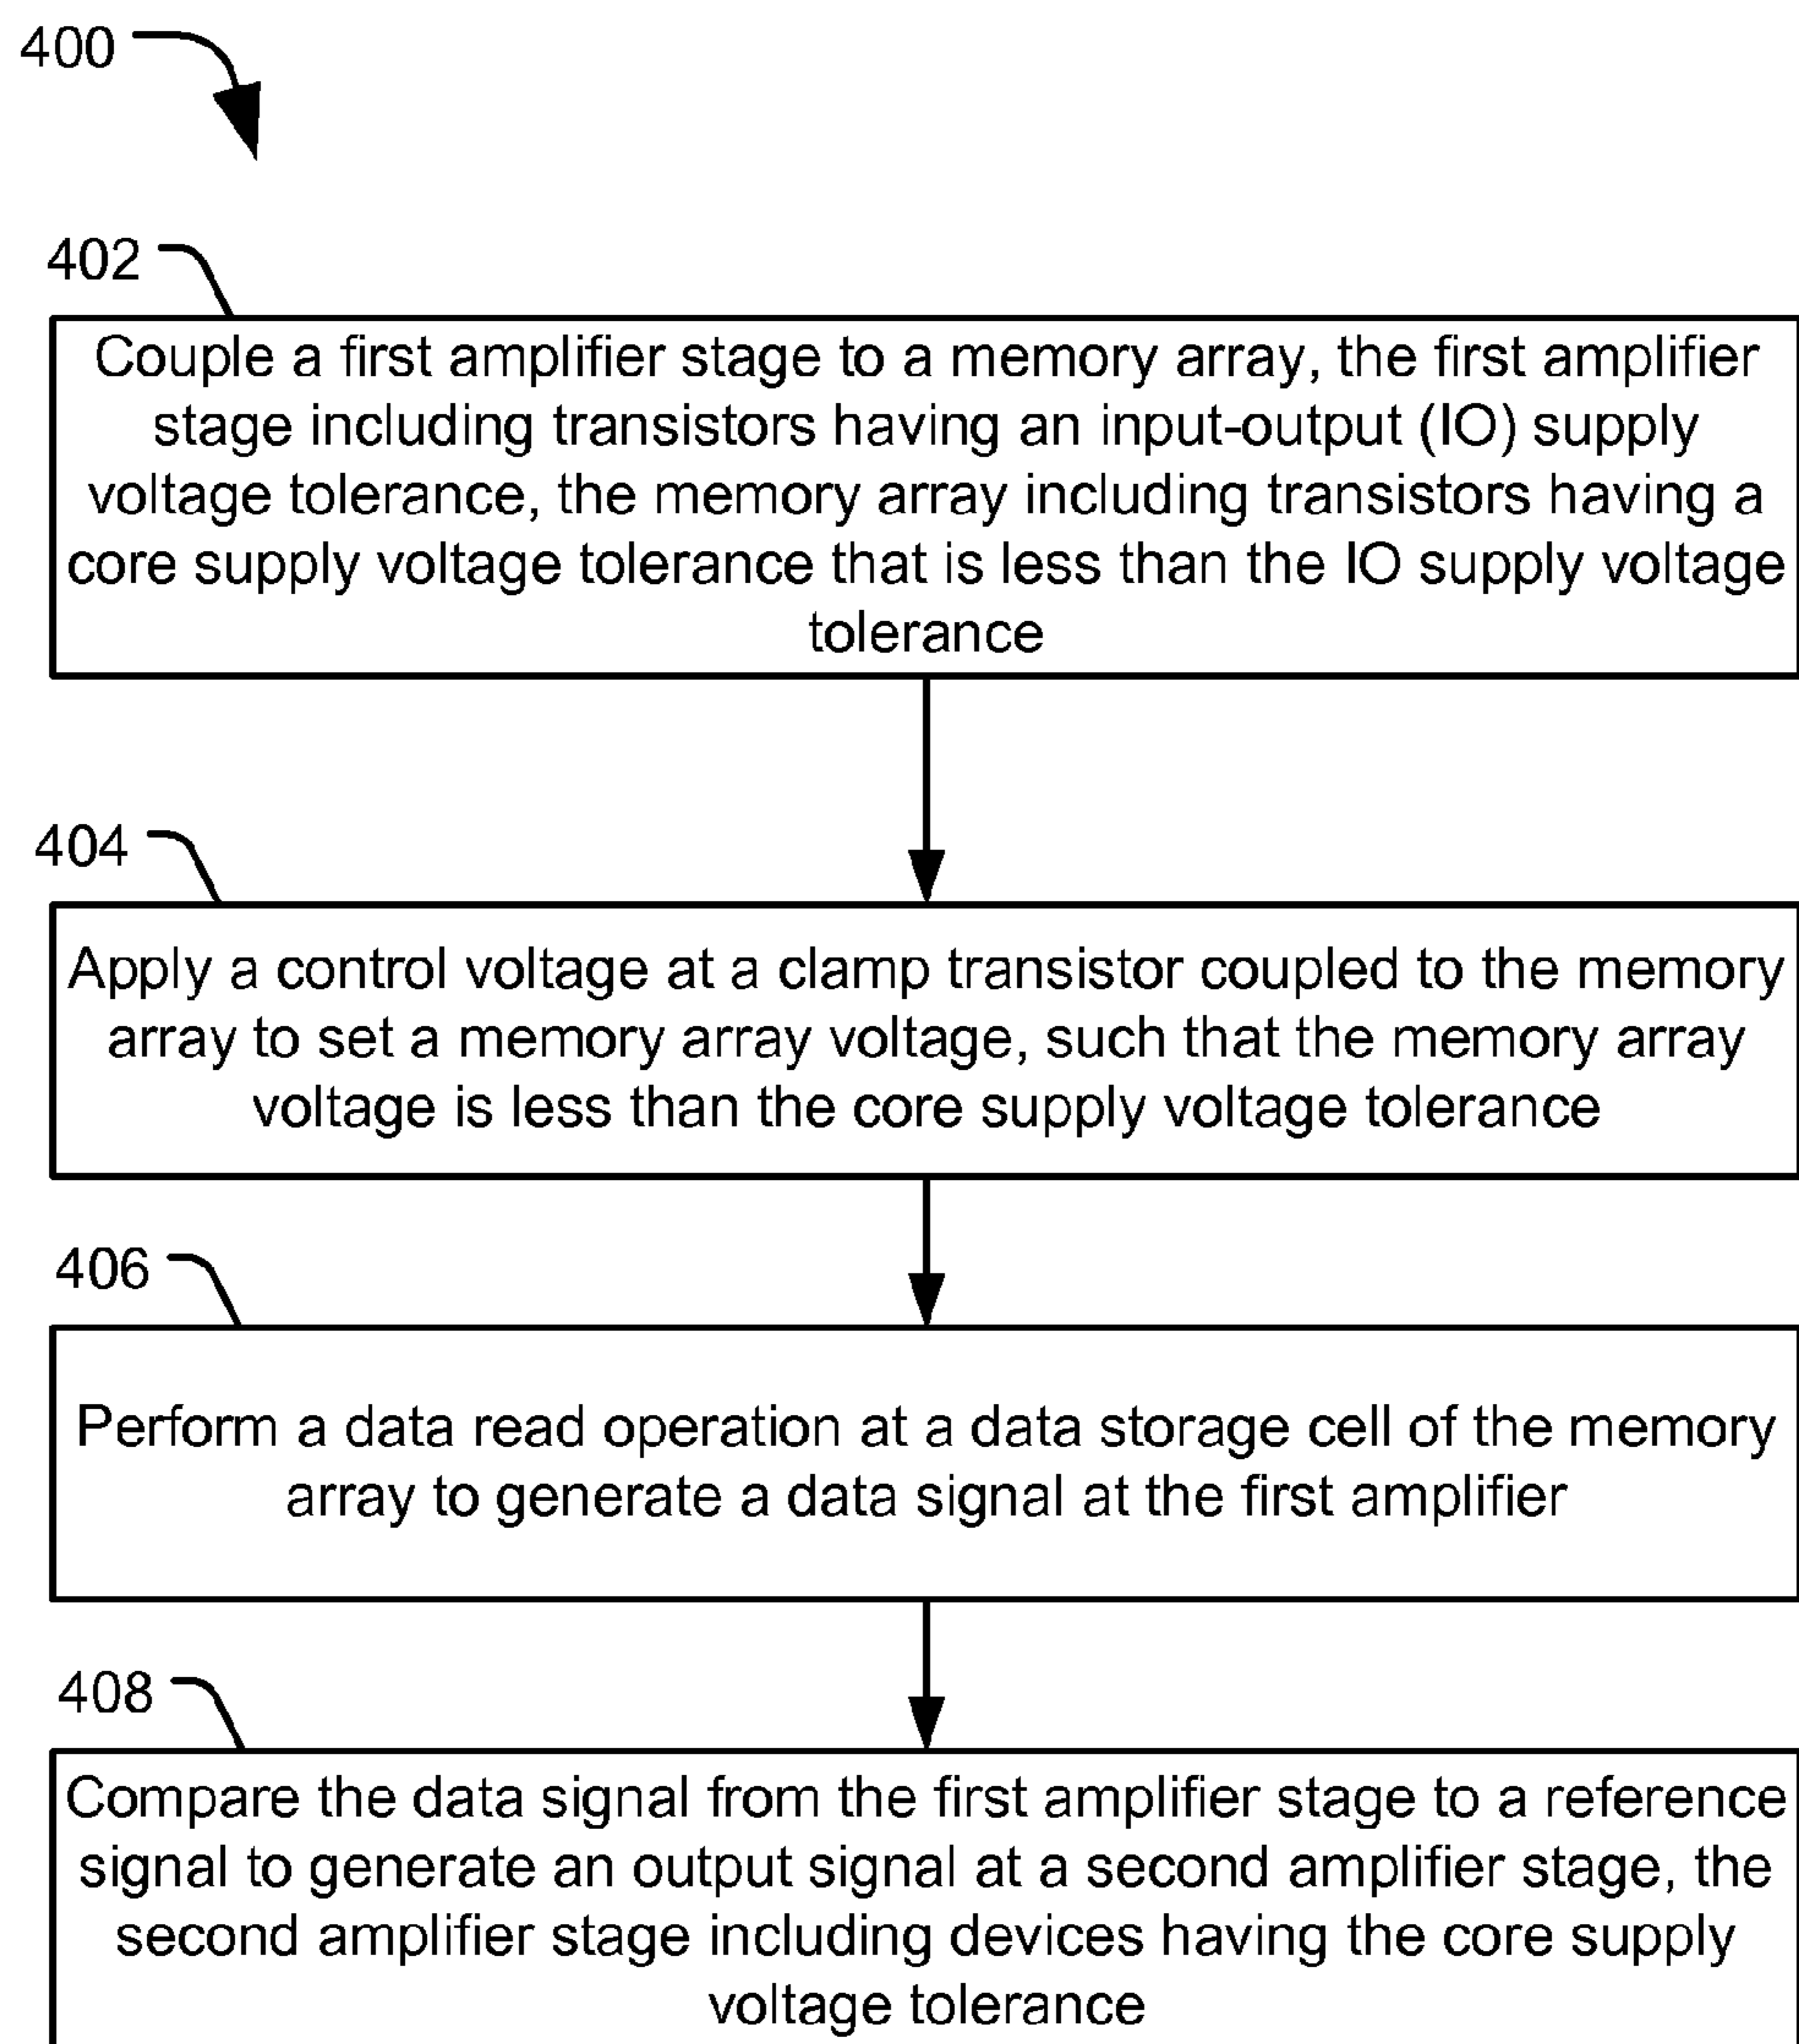 400
402
Couple a first amplifier stage to a memory array, the first amplifier
stage including transistors having an input-output (IO) supply
voltage tolerance, the memory array including transistors having a
core supply voltage tolerance that is less than the IO supply voltage
tolerance
404
Apply a control voltage at a clamp transistor coupled to the memory
array to set a memory array voltage, such that the memory array
voltage is less than the core supply voltage tolerance
406
Perform a data read operation at a data storage cell of the memory
array to generate a data signal at the first amplifier
408
Compare the data signal from the first amplifier stage to a reference
signal to generate an output signal at a second amplifier stage, the
second amplifier stage including devices having the core supply
voltage tolerance